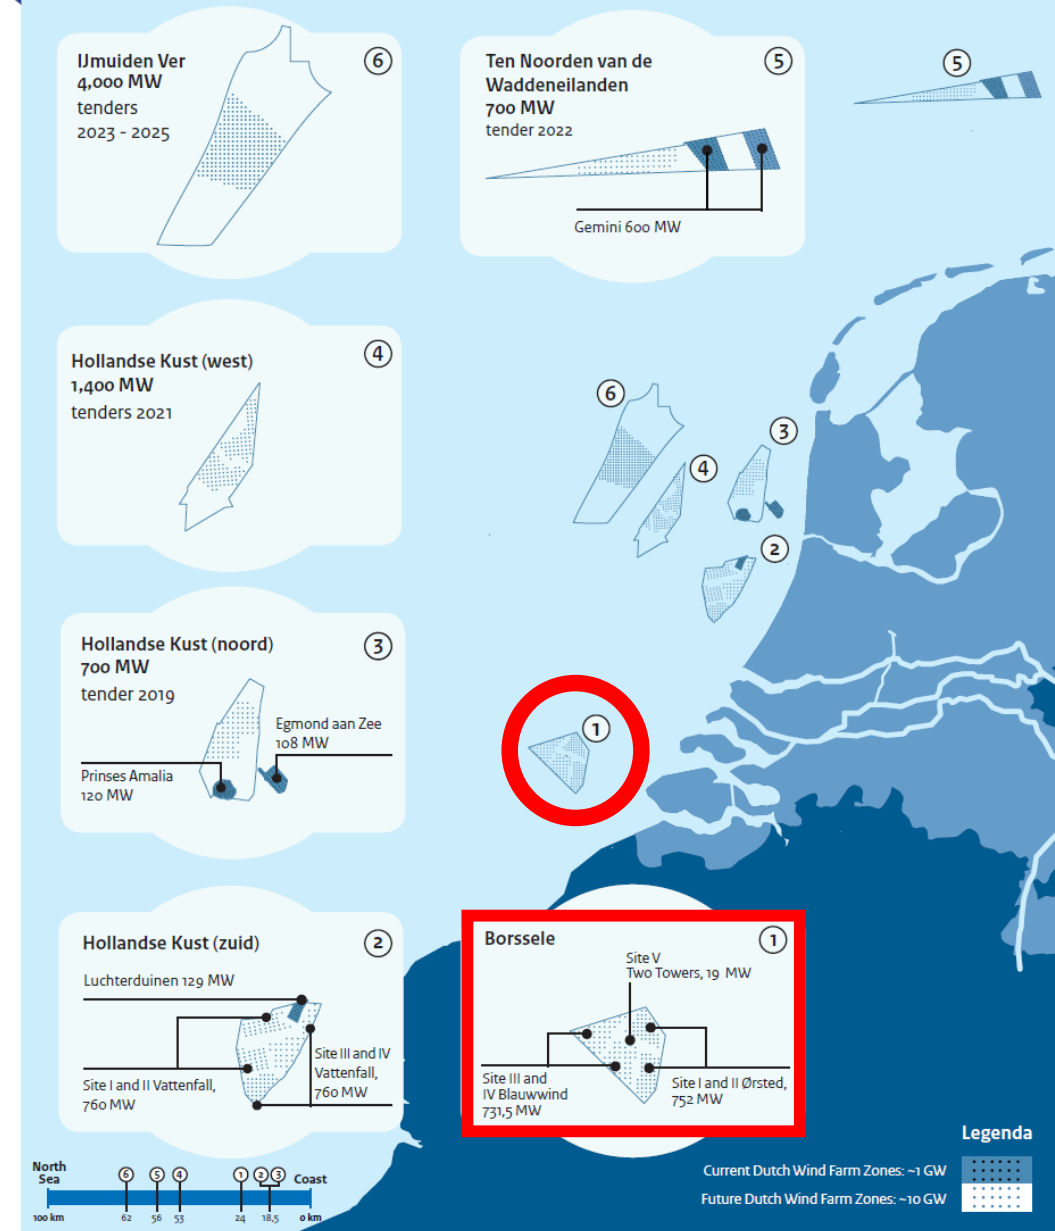 IJmuiden Ver
4,000 MW
tenders
2023 - 2025
6
Ten Noorden van de
Waddeneilanden
700 MW
tender 2022
5
Gemini 600 MW
5
Hollandse Kust (west)
1,400 MW
tenders 2021
4
6
4
3
2
Hollandse Kust (noord)
700 MW
tender 2019
3
Egmond aan Zee
108 MW
Prinses Amalia
120 MW
1
Hollandse Kust (zuid)
2
Luchterduinen 129 MW
Site III and IV
Vattenfall,
760 MW
Site I and II Vattenfall,
760 MW
Borssele
1
Site V
Two Towers, 19 MW
Site III and
IV Blauwwind
731,5 MW
Site I and II Ørsted,
752 MW
Legenda
Current Dutch Wind Farm Zones: ~1 GW
Future Dutch Wind Farm Zones: ~10 GW
North
Sea
6 5 4 1 2 3
Coast
100 km 62 56 53 24 18,5 0 km